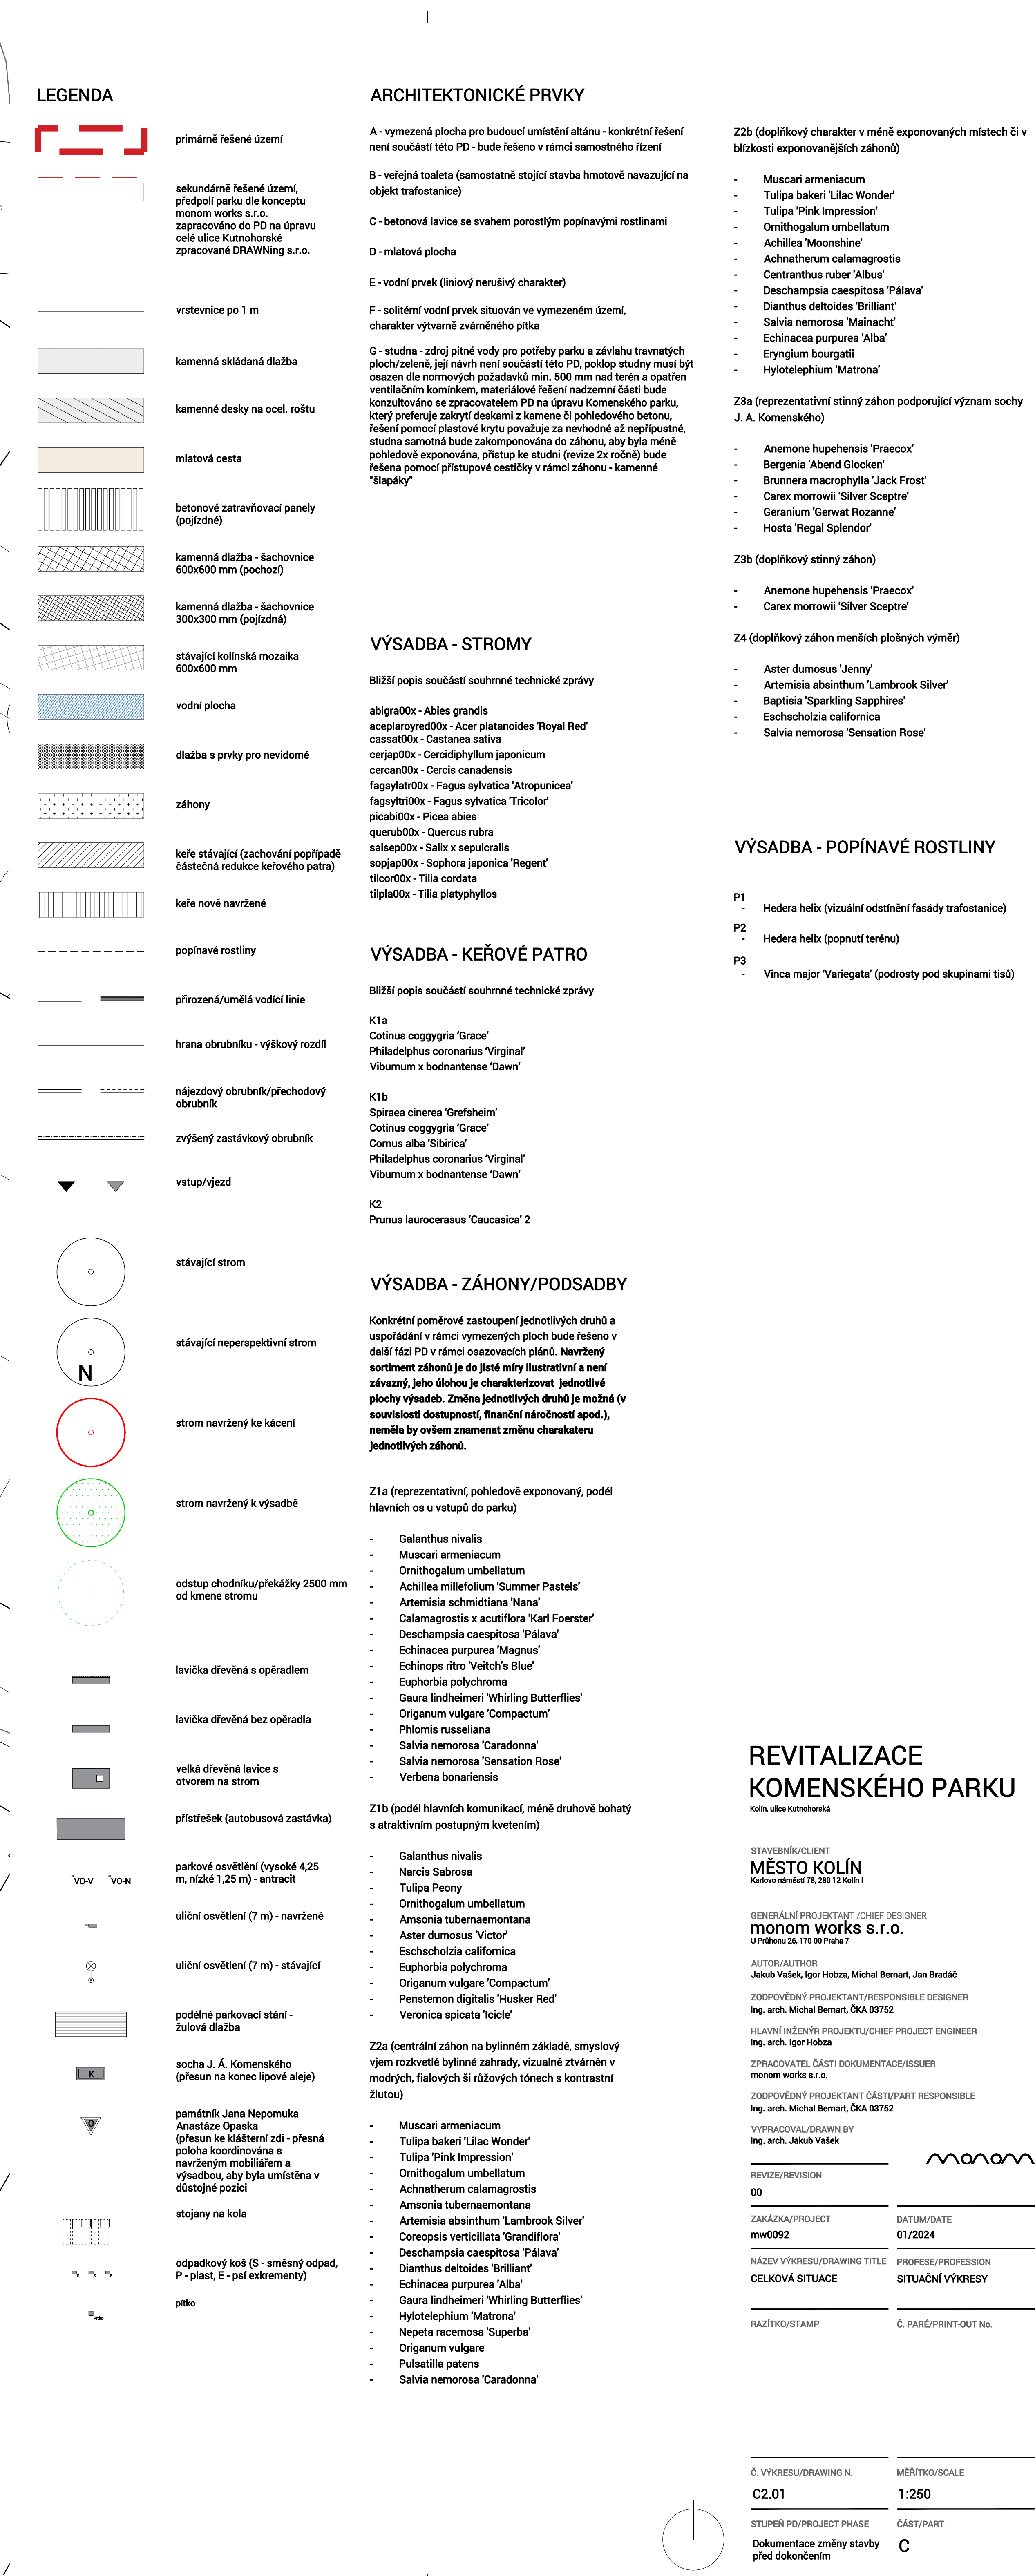 LEGENDA
primárně řešené území
sekundárně řešené území,
předpolí parku dle konceptu
monom works s.r.o.
zapracováno do PD na úpravu
celé ulice Kutnohorské
zpracované DRAWNing s.r.o.
vrstevnice po 1 m
kamenná skládaná dlažba
kamenné desky na ocel. roštu
mlatová cesta
betonové zatravňovací panely
(pojízdné)
kamenná dlažba - šachovnice
600x600 mm (pochozí)
kamenná dlažba - šachovnice
300x300 mm (pojízdná)
stávající kolínská mozaika
600x600 mm
vodní plocha
dlažba s prvky pro nevidomé
záhony
keře stávající (zachování popřípadě
částečná redukce keřového patra)
keře nově navržené
popínavé rostliny
přirozená/umělá vodící linie
hrana obrubníku - výškový rozdíl
nájezdový obrubník/přechodový
obrubník
zvýšený zastávkový obrubník
vstup/vjezd
stávající strom
stávající neperspektivní strom
N
strom navržený ke kácení
strom navržený k výsadbě
odstup chodníku/překážky 2500 mm
od kmene stromu
lavička dřevěná s opěradlem
lavička dřevěná bez opěradla
velká dřevěná lavice s
otvorem na strom
přístřešek (autobusová zastávka)
VO-V VO-N
parkové osvětlění (vysoké 4,25
m, nízké 1,25 m) - antracit
uliční osvětlení (7 m) - navržené
uliční osvětlení (7 m) - stávající
podélné parkovací stání -
žulová dlažba
K
socha J. Á. Komenského
(přesun na konec lipové aleje)
O
památník Jana Nepomuka
Anastáze Opaska
(přesun ke klášterní zdi - přesná
poloha koordinována s
navrženým mobiliářem a
výsadbou, aby byla umístěna v
důstojné pozici
stojany na kola
odpadkový koš (S - směsný odpad,
P - plast, E - psí exkrementy)
pítko
Pítko
ARCHITEKTONICKÉ PRVKY
A - vymezená plocha pro budoucí umístění altánu - konkrétní řešení
není součástí této PD - bude řešeno v rámci samostného řízení
B - veřejná toaleta (samostatně stojící stavba hmotově navazující na
objekt trafostanice)
C - betonová lavice se svahem porostlým popínavými rostlinami
D - mlatová plocha
E - vodní prvek (liniový nerušivý charakter)
F - solitérní vodní prvek situován ve vymezeném území,
charakter výtvarně zvárněného pítka
G - studna - zdroj pitné vody pro potřeby parku a závlahu travnatých
ploch/zeleně, její návrh není součástí této PD, poklop studny musí být
osazen dle normových požadavků min. 500 mm nad terén a opatřen
ventilačním komínkem, materiálové řešení nadzemní části bude
konzultováno se zpracovatelem PD na úpravu Komenského parku,
který preferuje zakrytí deskami z kamene či pohledového betonu,
řešení pomocí plastové krytu považuje za nevhodné až nepřípustné,
studna samotná bude zakomponována do záhonu, aby byla méně
pohledově exponována, přístup ke studni (revize 2x ročně) bude
řešena pomocí přístupové cestičky v rámci záhonu - kamenné
"šlapáky"
VÝSADBA - STROMY
Bližší popis součástí souhrnné technické zprávy
abigra00x - Abies grandis
aceplaroyred00x - Acer platanoides 'Royal Red'
cassat00x - Castanea sativa
cerjap00x - Cercidiphyllum japonicum
cercan00x - Cercis canadensis
fagsylatr00x - Fagus sylvatica 'Atropunicea'
fagsyltri00x - Fagus sylvatica 'Tricolor'
picabi00x - Picea abies
querub00x - Quercus rubra
salsep00x - Salix x sepulcralis
sopjap00x - Sophora japonica 'Regent'
tilcor00x - Tilia cordata
tilpla00x - Tilia platyphyllos
VÝSADBA - KEŘOVÉ PATRO
Bližší popis součástí souhrnné technické zprávy
K1a
Cotinus coggygria ‘Grace’
Philadelphus coronarius ‘Virginal’
Viburnum x bodnantense ‘Dawn’
K1b
Spiraea cinerea ‘Grefsheim’
Cotinus coggygria ‘Grace’
Cornus alba 'Sibirica'
Philadelphus coronarius ‘Virginal’
Viburnum x bodnantense ‘Dawn’
K2
Prunus laurocerasus ‘Caucasica’ 2
VÝSADBA - ZÁHONY/PODSADBY
Konkrétní poměrové zastoupení jednotlivých druhů a
uspořádání v rámci vymezených ploch bude řešeno v
další fázi PD v rámci osazovacích plánů. Navržený
sortiment záhonů je do jisté míry ilustrativní a není
závazný, jeho úlohou je charakterizovat jednotlivé
plochy výsadeb. Změna jednotlivých druhů je možná (v
souvislosti dostupností, finanční náročností apod.),
neměla by ovšem znamenat změnu charakateru
jednotlivých záhonů.
Z1a (reprezentativní, pohledově exponovaný, podél
hlavních os u vstupů do parku)
- Galanthus nivalis
- Muscari armeniacum
- Ornithogalum umbellatum
- Achillea millefolium 'Summer Pastels'
- Artemisia schmidtiana 'Nana'
- Calamagrostis x acutiflora 'Karl Foerster'
- Deschampsia caespitosa 'Pálava'
- Echinacea purpurea 'Magnus'
- Echinops ritro 'Veitch's Blue'
- Euphorbia polychroma
- Gaura lindheimeri 'Whirling Butterflies'
- Origanum vulgare 'Compactum'
- Phlomis russeliana
- Salvia nemorosa 'Caradonna'
- Salvia nemorosa 'Sensation Rose'
- Verbena bonariensis
Z1b (podél hlavních komunikací, méně druhově bohatý
s atraktivním postupným kvetením)
- Galanthus nivalis
- Narcis Sabrosa
- Tulipa Peony
- Ornithogalum umbellatum
- Amsonia tubernaemontana
- Aster dumosus 'Victor'
- Eschscholzia californica
- Euphorbia polychroma
- Origanum vulgare 'Compactum'
- Penstemon digitalis 'Husker Red'
- Veronica spicata 'Icicle'
Z2a (centrální záhon na bylinném základě, smyslový
vjem rozkvetlé bylinné zahrady, vizualně ztvárněn v
modrých, fialových ši růžových tónech s kontrastní
žlutou)
- Muscari armeniacum
- Tulipa bakeri 'Lilac Wonder'
- Tulipa 'Pink Impression'
- Ornithogalum umbellatum
- Achnatherum calamagrostis
- Amsonia tubernaemontana
- Artemisia absinthum 'Lambrook Silver'
- Coreopsis verticillata 'Grandiflora'
- Deschampsia caespitosa 'Pálava'
- Dianthus deltoides 'Brilliant'
- Echinacea purpurea 'Alba'
- Gaura lindheimeri 'Whirling Butterflies'
- Hylotelephium 'Matrona'
- Nepeta racemosa 'Superba'
- Origanum vulgare
- Pulsatilla patens
- Salvia nemorosa 'Caradonna'
Z2b (doplňkový charakter v méně exponovaných místech či v
blízkosti exponovanějších záhonů)
- Muscari armeniacum
- Tulipa bakeri 'Lilac Wonder'
- Tulipa 'Pink Impression'
- Ornithogalum umbellatum
- Achillea 'Moonshine'
- Achnatherum calamagrostis
- Centranthus ruber 'Albus'
- Deschampsia caespitosa 'Pálava'
- Dianthus deltoides 'Brilliant'
- Salvia nemorosa 'Mainacht'
- Echinacea purpurea 'Alba'
- Eryngium bourgatii
- Hylotelephium 'Matrona'
Z3a (reprezentativní stinný záhon podporující význam sochy
J. A. Komenského)
- Anemone hupehensis 'Praecox'
- Bergenia 'Abend Glocken'
- Brunnera macrophylla 'Jack Frost'
- Carex morrowii 'Silver Sceptre'
- Geranium 'Gerwat Rozanne'
- Hosta 'Regal Splendor'
Z3b (doplňkový stinný záhon)
- Anemone hupehensis 'Praecox'
- Carex morrowii 'Silver Sceptre'
Z4 (doplňkový záhon menších plošných výměr)
- Aster dumosus 'Jenny'
- Artemisia absinthum 'Lambrook Silver'
- Baptisia 'Sparkling Sapphires'
- Eschscholzia californica
- Salvia nemorosa 'Sensation Rose'
VÝSADBA - POPÍNAVÉ ROSTLINY
P1
- Hedera helix (vizuální odstínění fasády trafostanice)
P2
- Hedera helix (popnutí terénu)
P3
- Vinca major ‘Variegata’ (podrosty pod skupinami tisů)
REVITALIZACE
KOMENSKÉHO PARKU
Kolín, ulice Kutnohorská
STAVEBNÍK/CLIENT
MĚSTO KOLÍN
Karlovo náměstí 78, 280 12 Kolín I
GENERÁLNÍ PROJEKTANT /CHIEF DESIGNER
monom works s.r.o.
U Průhonu 26, 170 00 Praha 7
AUTOR/AUTHOR
Jakub Vašek, Igor Hobza, Michal Bernart, Jan Bradáč
ZODPOVĚDNÝ PROJEKTANT/RESPONSIBLE DESIGNER
Ing. arch. Michal Bernart, ČKA 03752
HLAVNÍ INŽENÝR PROJEKTU/CHIEF PROJECT ENGINEER
Ing. arch. Igor Hobza
ZPRACOVATEL ČÁSTI DOKUMENTACE/ISSUER
monom works s.r.o.
ZODPOVĚDNÝ PROJEKTANT ČÁSTI/PART RESPONSIBLE
Ing. arch. Michal Bernart, ČKA 03752
VYPRACOVAL/DRAWN BY
Ing. arch. Jakub Vašek
REVIZE/REVISION
00
ZAKÁZKA/PROJECT
mw0092
DATUM/DATE
01/2024
NÁZEV VÝKRESU/DRAWING TITLE
CELKOVÁ SITUACE
PROFESE/PROFESSION
SITUAČNÍ VÝKRESY
RAZÍTKO/STAMP
Č. PARÉ/PRINT-OUT No.
Č. VÝKRESU/DRAWING N.
C2.01
MĚŘÍTKO/SCALE
1:250
STUPEŇ PD/PROJECT PHASE
Dokumentace změny stavby
před dokončením
ČÁST/PART
C